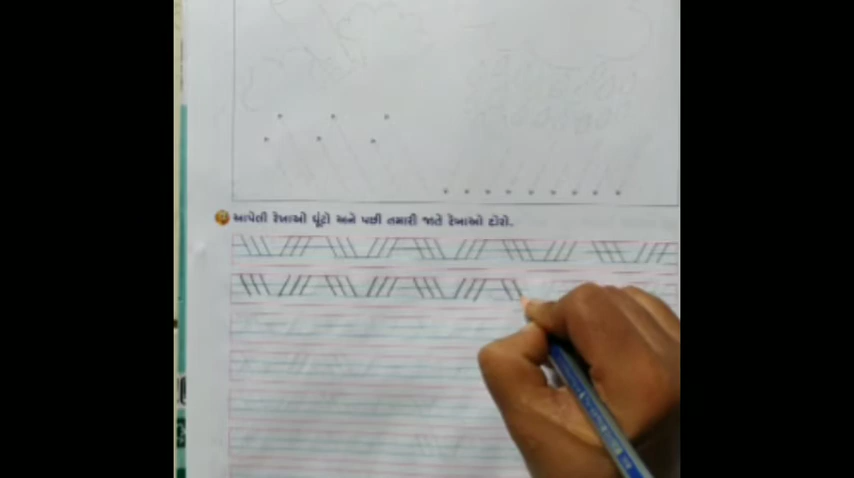 આપેલી રેખાઓ ઘૂંટો અને પછી તમારી જાતે રેખાઓ દોરો.